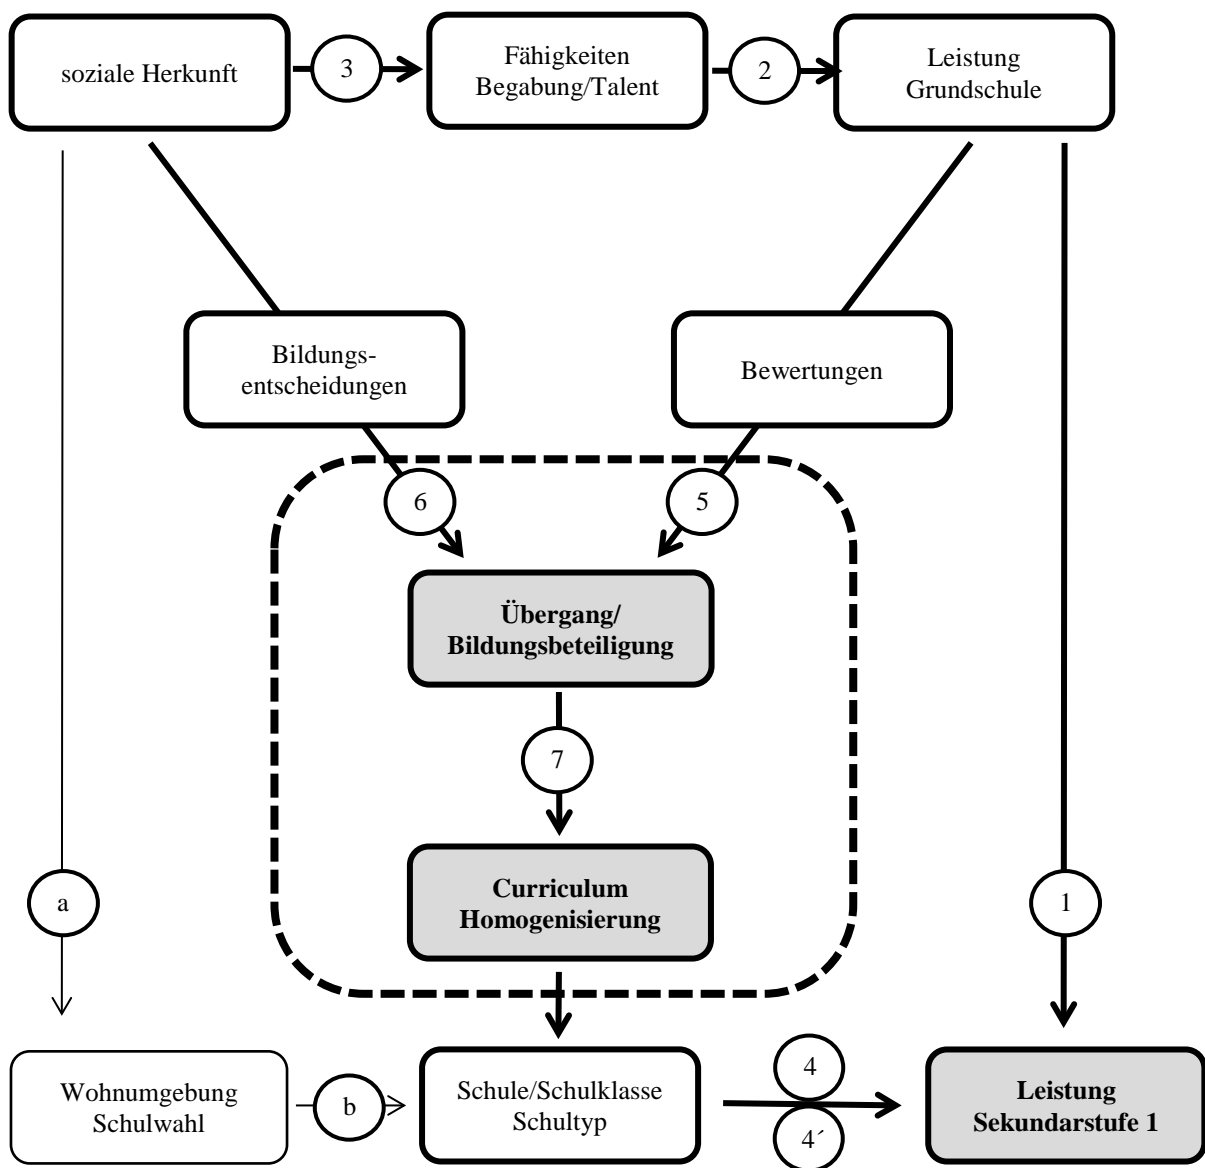 soziale Herkunft
3
Fähigkeiten
Begabung/Talent
2
Leistung
Grundschule
Bildungs-
entscheidungen
Bewertungen
6
5
Übergang/
Bildungsbeteiligung
7
Curriculum
Homogenisierung
a
1
Wohnumgebung
Schulwahl
b
Schule/Schulklasse
Schultyp
4
4´
Leistung
Sekundarstufe 1